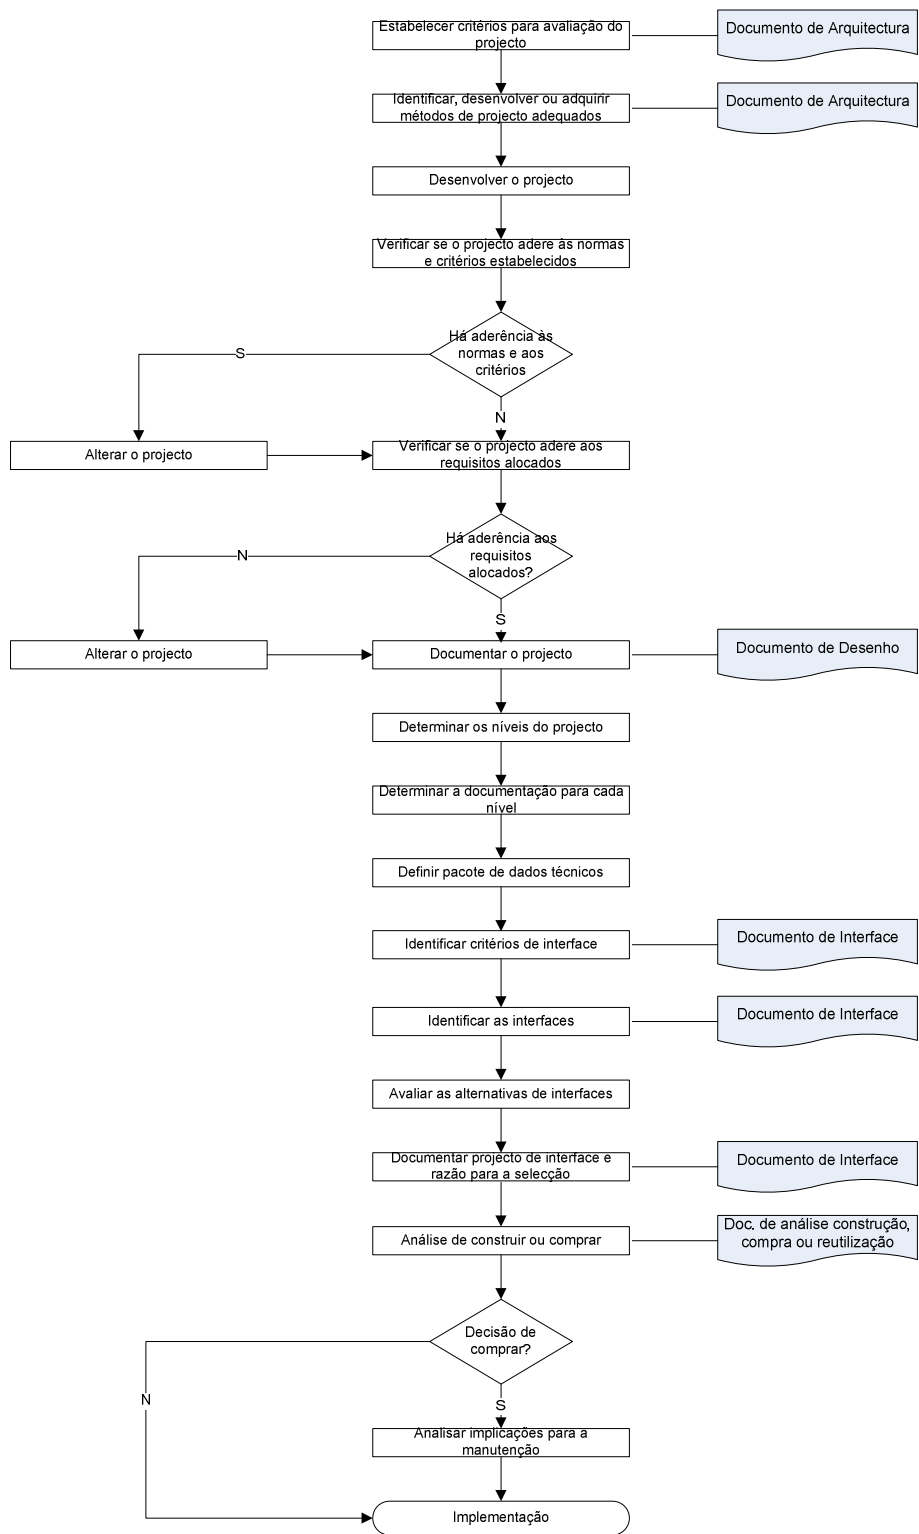 Estabelecer critérios para avaliação do
projecto
Documento de Arquitectura
Identificar, desenvolver ou adquirir
métodos de projecto adequados
Documento de Arquitectura
Desenvolver o projecto
Verificar se o projecto adere às normas
e critérios estabelecidos
Há aderência às
normas e aos
critérios
S
N
Alterar o projecto
Verificar se o projecto adere aos
requisitos alocados
Há aderência aos
requisitos
alocados?
N
S
Alterar o projecto
Documentar o projecto
Documento de Desenho
Determinar os níveis do projecto
Determinar a documentação para cada
nível
Definir pacote de dados técnicos
Identificar critérios de interface
Documento de Interface
Identificar as interfaces
Documento de Interface
Avaliar as alternativas de interfaces
Documentar projecto de interface e
razão para a selecção
Documento de Interface
Análise de construir ou comprar
Doc. de análise construção,
compra ou reutilização
Decisão de
comprar?
N
S
Analisar implicações para a
manutenção
Implementação